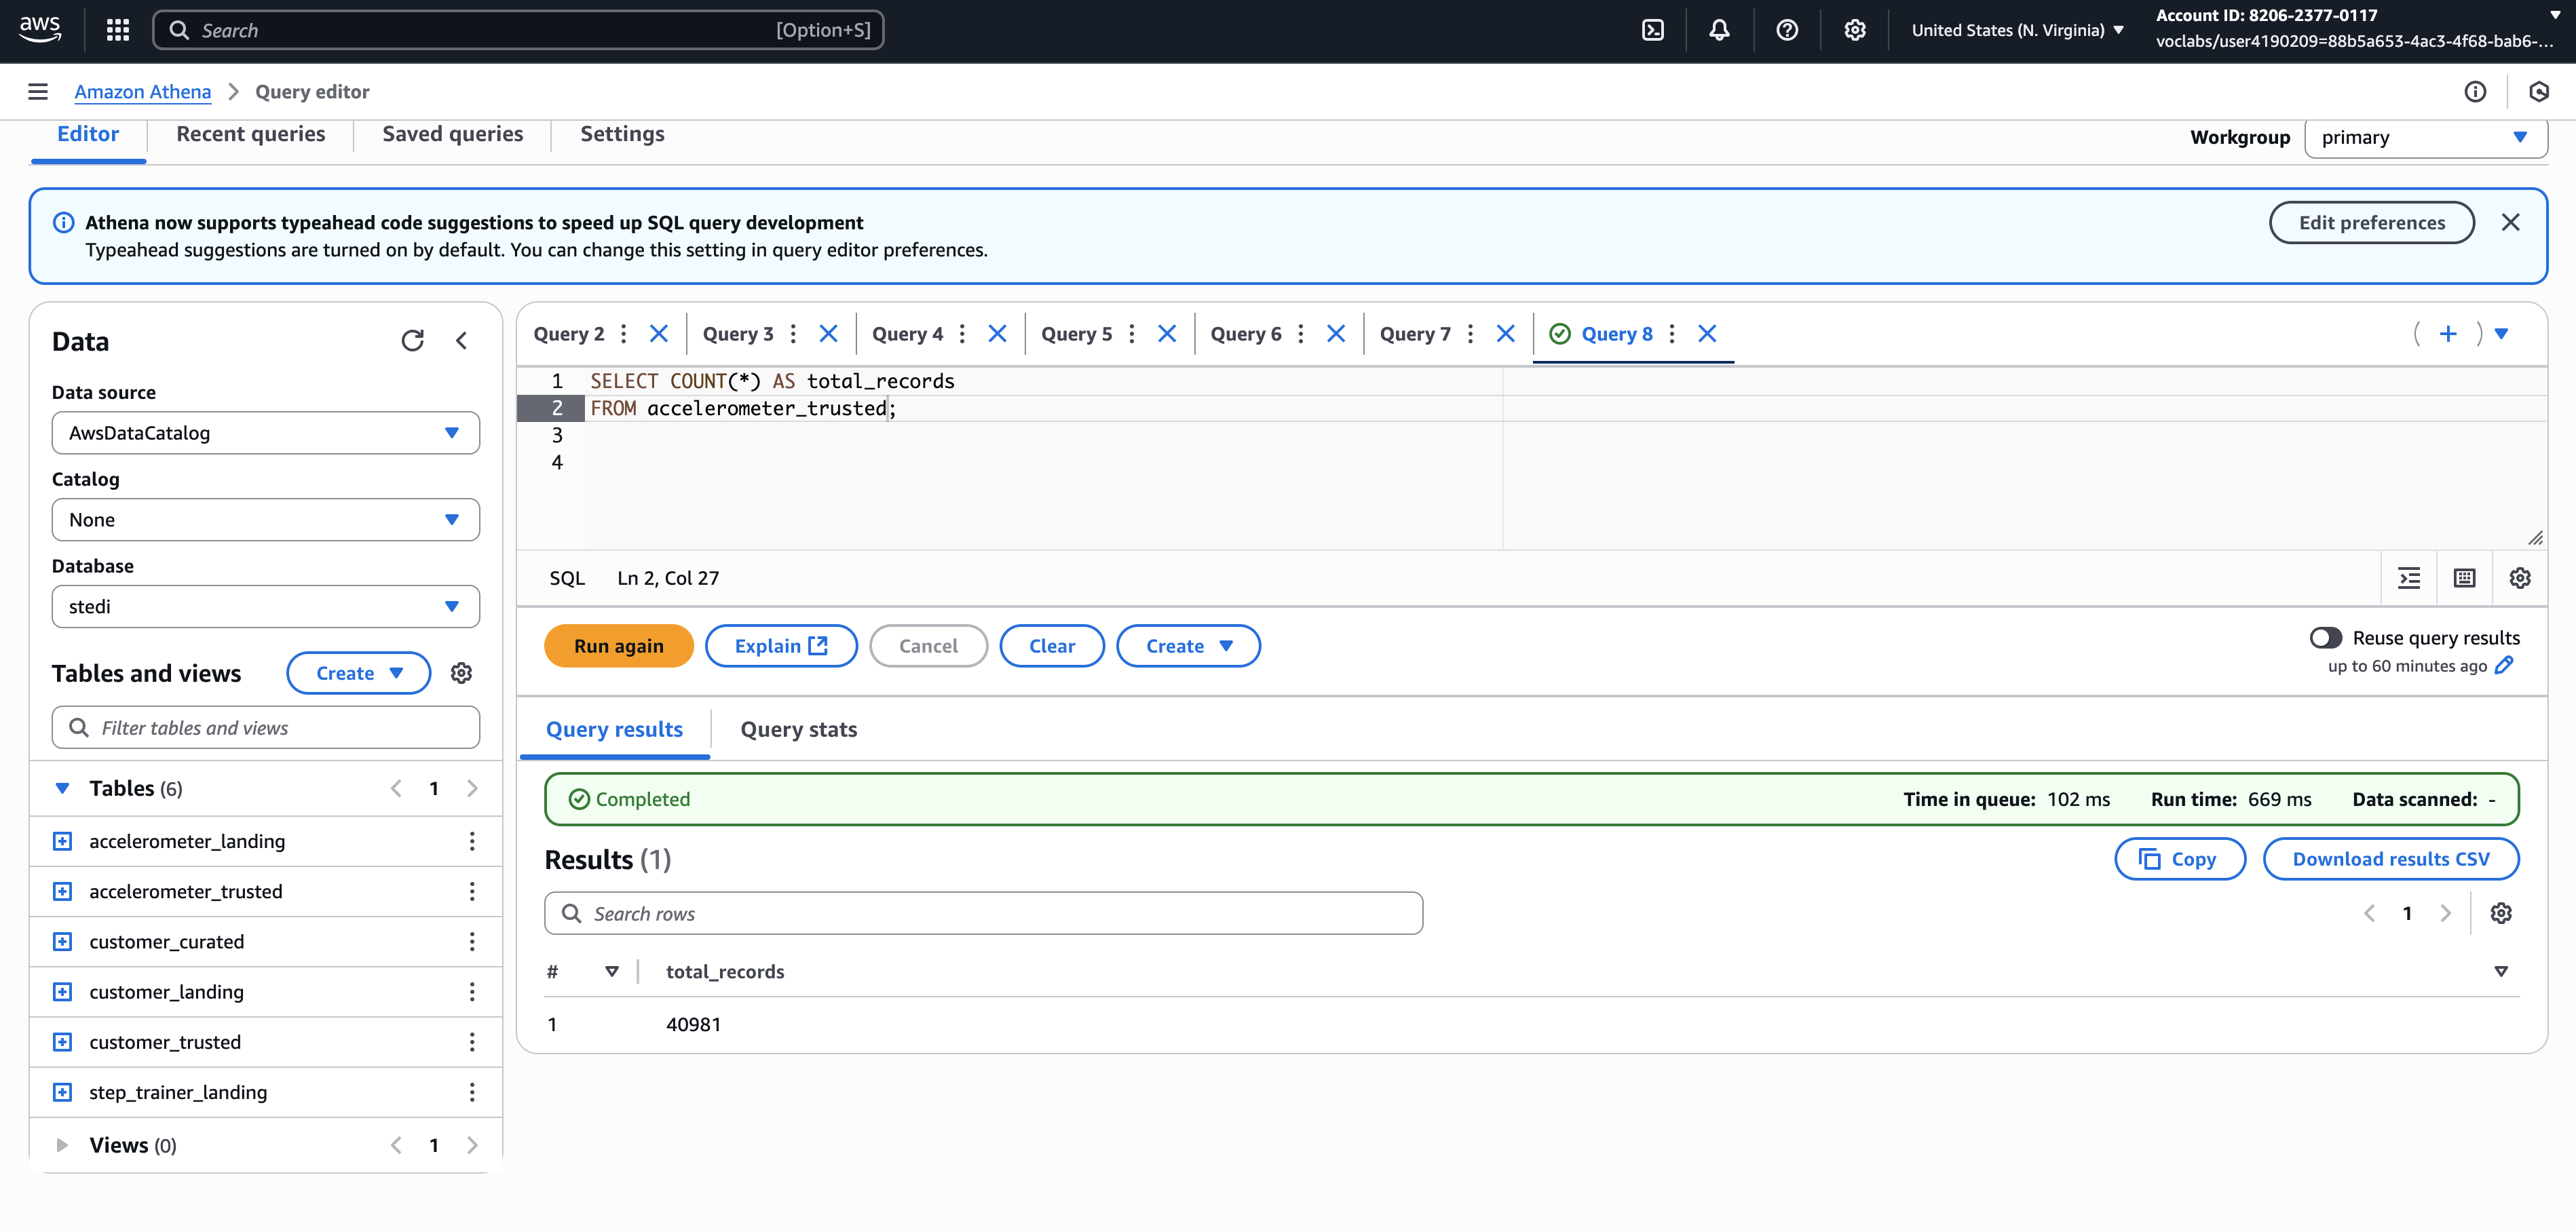 aws
Search [Option+S]
United States (N. Virginia)
Account ID: 8206-2377-0117
voclabs/user4190209=88b5a653-4ac3-4f68-bab6-...
Amazon Athena > Query editor
Editor Recent queries Saved queries Settings
Workgroup primary
Athena now supports typeahead code suggestions to speed up SQL query development
Typeahead suggestions are turned on by default. You can change this setting in query editor preferences.
Edit preferences
Data
Data source
AwsDataCatalog
Catalog
None
Database
stedi
Tables and views Create
Filter tables and views
Tables (6) 1
accelerometer_landing
accelerometer_trusted
customer_curated
customer_landing
customer_trusted
step_trainer_landing
Views (0) 1
Query 2 Query 3 Query 4 Query 5 Query 6 Query 7 Query 8
1 SELECT COUNT(*) AS total_records
2 FROM accelerometer_trusted;
3
4
SQL Ln 2, Col 27
Run again Explain Cancel Clear Create
Reuse query results
up to 60 minutes ago
Query results Query stats
Completed
Time in queue: 102 ms Run time: 669 ms Data scanned: -
Results (1)
Copy Download results CSV
Search rows
1
# total_records
1 40981